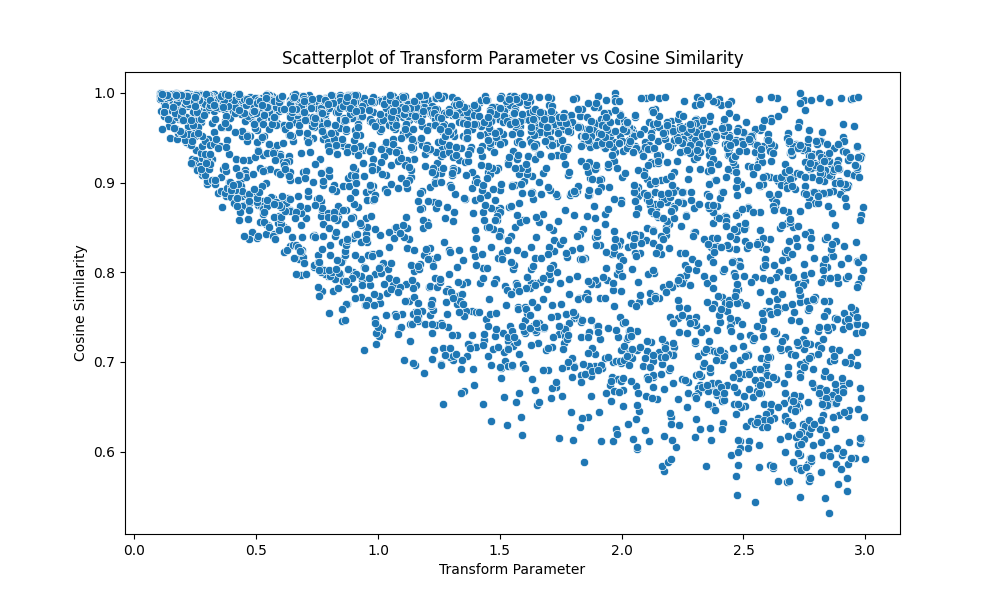 Scatterplot of Transform Parameter vs Cosine Similarity
1.0
0.9
0.8
0.7
0.6
Cosine Similarity
0.0 0.5 1.0 1.5 2.0 2.5 3.0
Transform Parameter